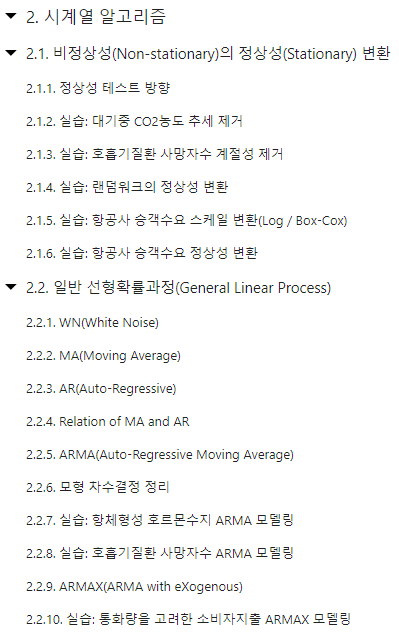 2. 시계열 알고리즘
2.1. 비정상성(Non-stationary)의 정상성(Stationary) 변환
2.1.1. 정상성 테스트 방향
2.1.2. 실습: 대기중 CO2농도 추세 제거
2.1.3. 실습: 호흡기질환 사망자수 계절성 제거
2.1.4. 실습: 랜덤워크의 정상성 변환
2.1.5. 실습: 항공사 승객수요 스케일 변환(Log / Box-Cox)
2.1.6. 실습: 항공사 승객수요 정상성 변환
2.2. 일반 선형확률과정(General Linear Process)
2.2.1. WN(White Noise)
2.2.2. MA(Moving Average)
2.2.3. AR(Auto-Regressive)
2.2.4. Relation of MA and AR
2.2.5. ARMA(Auto-Regressive Moving Average)
2.2.6. 모형 차수결정 정리
2.2.7. 실습: 항체형성 호르몬수지 ARMA 모델링
2.2.8. 실습: 호흡기질환 사망자수 ARMA 모델링
2.2.9. ARMAX(ARMA with eXogenous)
2.2.10. 실습: 통화량을 고려한 소비자지출 ARMAX 모델링